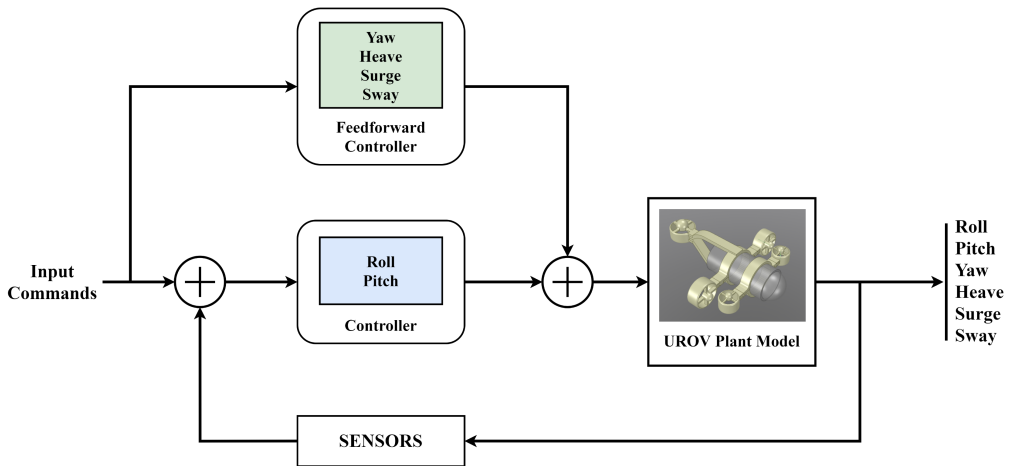 Yaw
Heave
Surge
Sway
Feedforward
Controller
Input
Commands
Roll
Pitch
Controller
UROV Plant Model
Roll
Pitch
Yaw
Heave
Surge
Sway
SENSORS